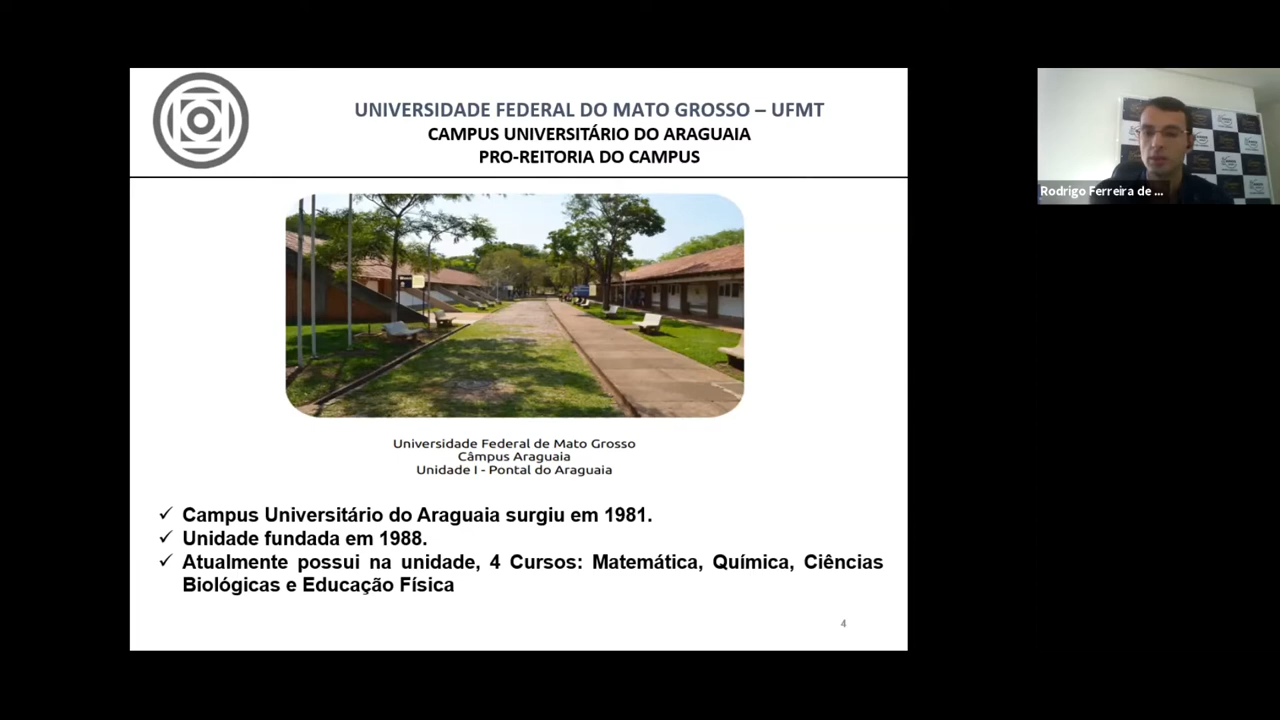 UNIVERSIDADE FEDERAL DO MATO GROSSO – UFMT
CAMPUS UNIVERSITÁRIO DO ARAGUAIA
PRO-REITORIA DO CAMPUS
Rodrigo Ferreira de ...
Universidade Federal de Mato Grosso
Câmpus Araguaia
Unidade I - Pontal do Araguaia
✓ Campus Universitário do Araguaia surgiu em 1981.
✓ Unidade fundada em 1988.
✓ Atualmente possui na unidade, 4 Cursos: Matemática, Química, Ciências
Biológicas e Educação Física
4